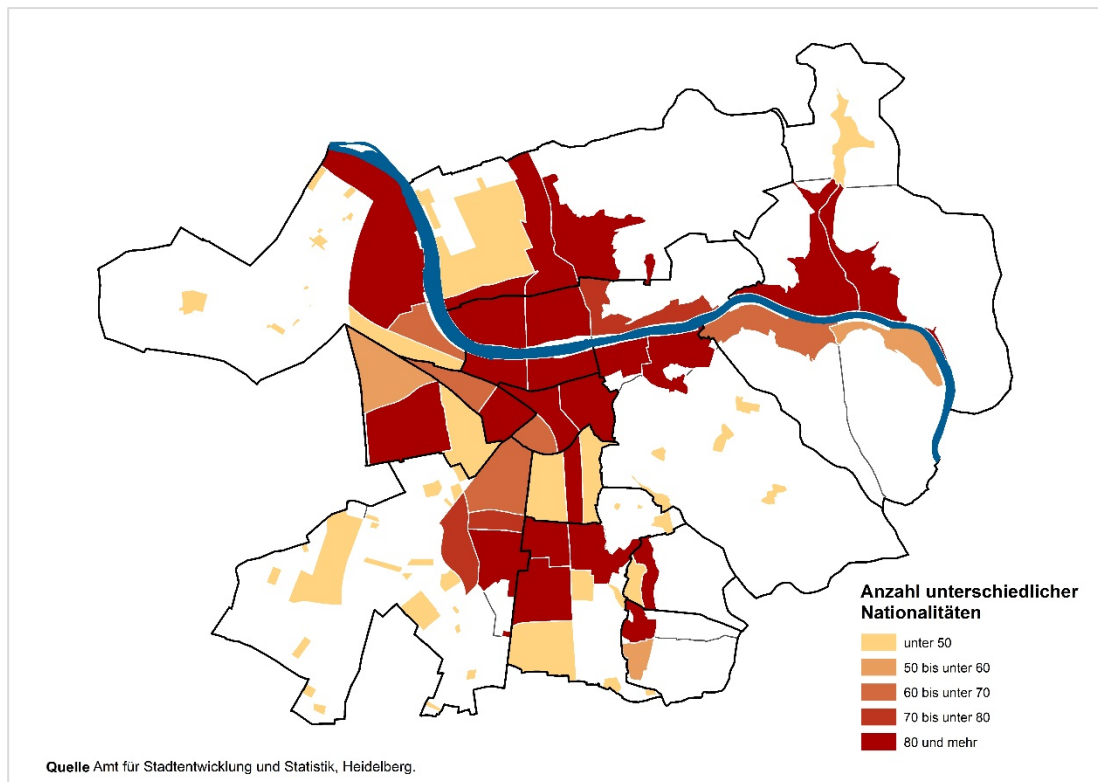 Anzahl unterschiedlicher
Nationalitäten
unter 50
50 bis unter 60
60 bis unter 70
70 bis unter 80
80 und mehr
Quelle Amt für Stadtentwicklung und Statistik, Heidelberg.